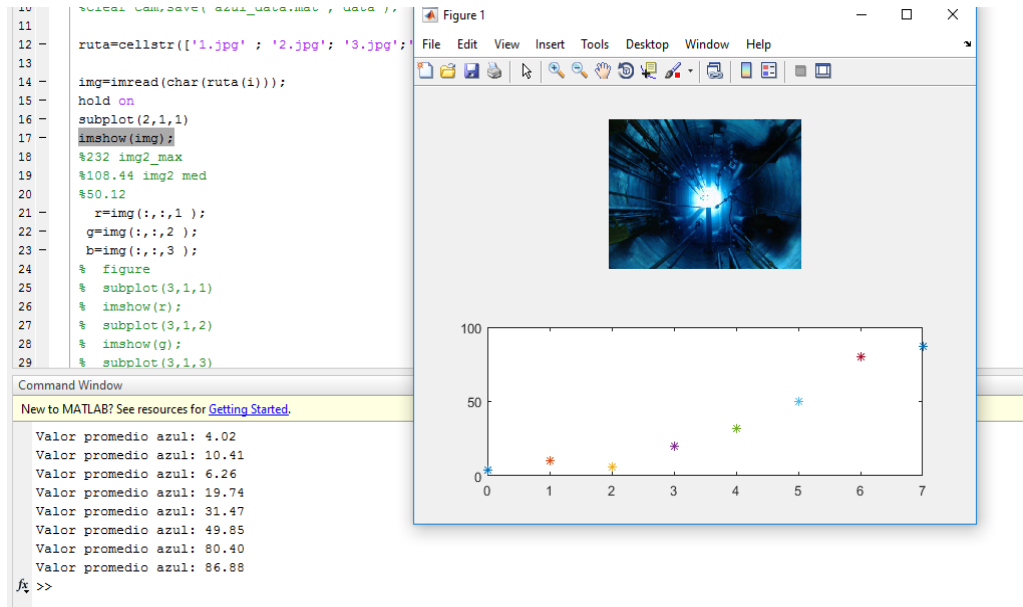 10 %clear cam,save('azul_data.mat', 'data');
11
12 – ruta=cellstr(['1.jpg' ; '2.jpg'; '3.jpg';'
13
14 – img=imread(char(ruta(i)));
15 – hold on
16 – subplot(2,1,1)
17 – imshow(img);
18 %232 img2_max
19 %108.44 img2 med
20 %50.12
21 – r=img(:,:,1 );
22 – g=img(:,:,2 );
23 – b=img(:,:,3 );
24 % figure
25 % subplot(3,1,1)
26 % imshow(r);
27 % subplot(3,1,2)
28 % imshow(g);
29 % subplot(3,1,3)
Figure 1
File Edit View Insert Tools Desktop Window Help
100
50
0
0 1 2 3 4 5 6 7
Command Window
New to MATLAB? See resources for Getting Started.
Valor promedio azul: 4.02
Valor promedio azul: 10.41
Valor promedio azul: 6.26
Valor promedio azul: 19.74
Valor promedio azul: 31.47
Valor promedio azul: 49.85
Valor promedio azul: 80.40
Valor promedio azul: 86.88
fx >>